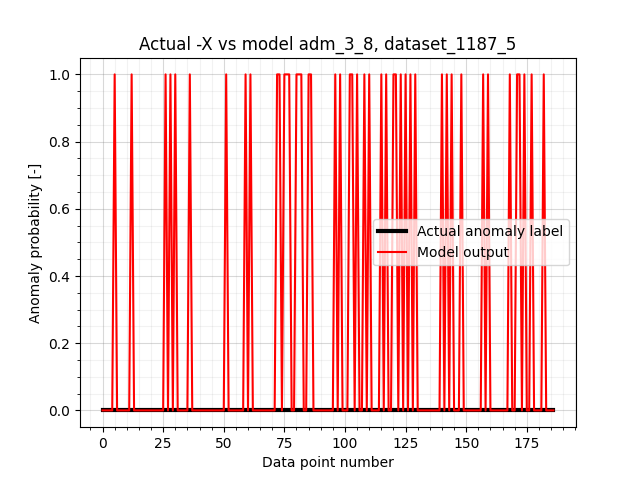 Actual -X vs model adm_3_8, dataset_1187_5
Anomaly probability [-]
1.0
0.8
0.6
0.4
0.2
0.0
Actual anomaly label
Model output
0 25 50 75 100 125 150 175
Data point number